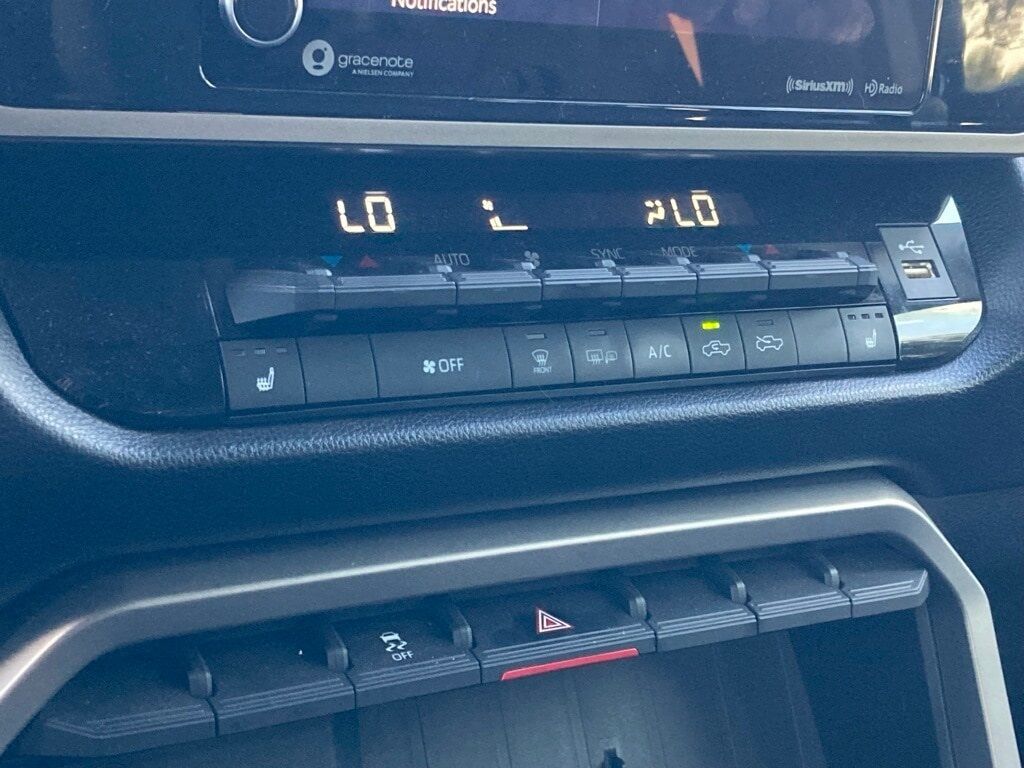 Notifications
gracenote
A NIELSEN COMPANY
SiriusXM HD Radio
LO LO
AUTO SYNC MODE
OFF FRONT A/C
OFF